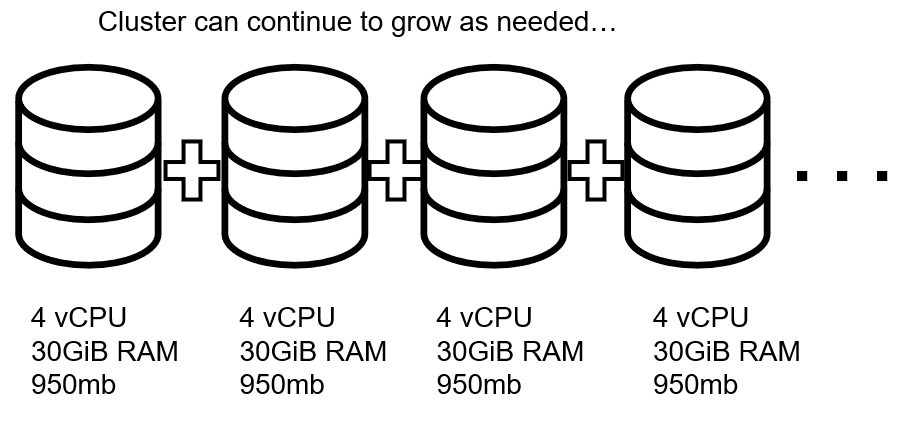 Cluster can continue to grow as needed…
4 vCPU
30GiB RAM
950mb
4 vCPU
30GiB RAM
950mb
4 vCPU
30GiB RAM
950mb
4 vCPU
30GiB RAM
950mb